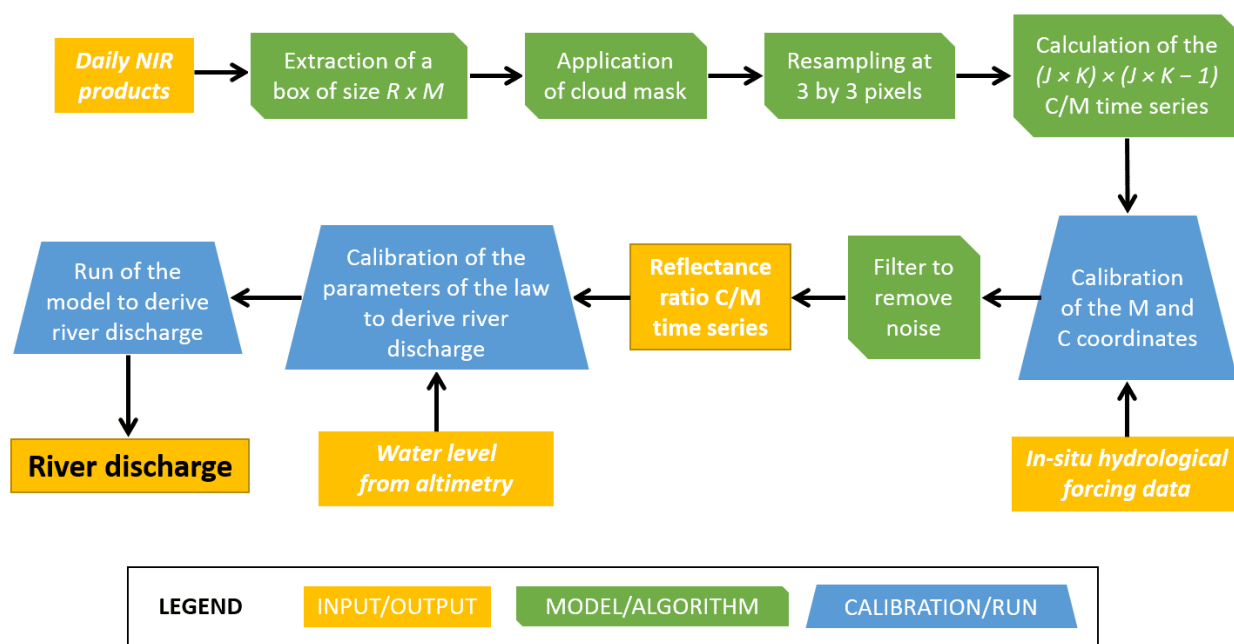 Daily NIR
products
Extraction of a
box of size R x M
Application
of cloud mask
Resampling at
3 by 3 pixels
Calculation of the
(J × K) × (J × K – 1)
C/M time series
Run of the
model to derive
river discharge
Calibration of the
parameters of the law
to derive river
discharge
Reflectance
ratio C/M
time series
Filter to
remove
noise
Calibration
of the M and
C coordinates
River discharge
Water level
from altimetry
In-situ hydrological
forcing data
LEGEND
INPUT/OUTPUT
MODEL/ALGORITHM
CALIBRATION/RUN